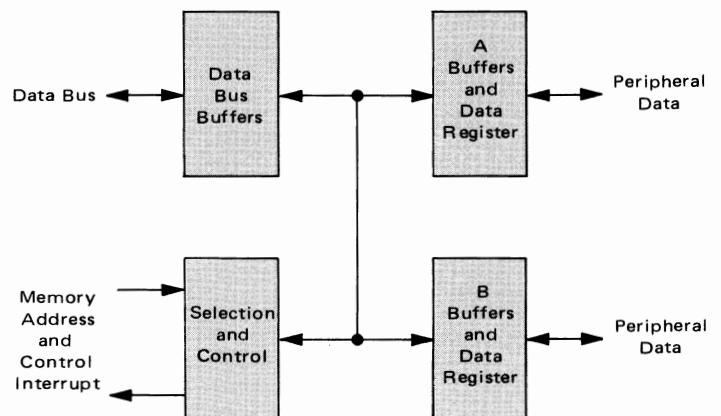 Data Bus
Data
Bus
Buffers
A
Buffers
and
Data
Register
Peripheral
Data
Memory
Address
and
Control
Interrupt
Selection
and
Control
B
Buffers
and
Data
Register
Peripheral
Data